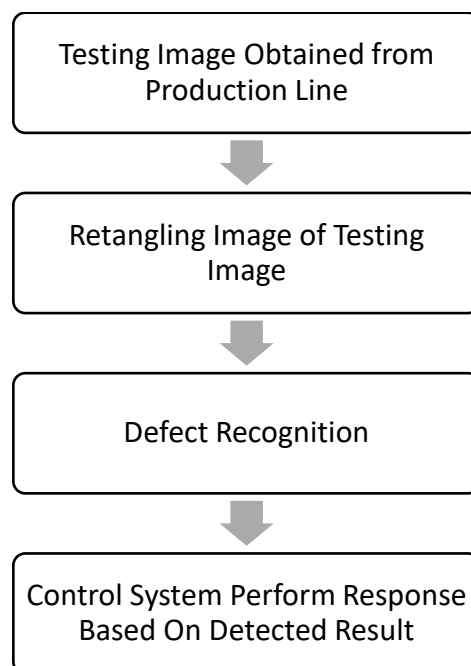 Testing Image Obtained from
Production Line
Retangling Image of Testing
Image
Defect Recognition
Control System Perform Response
Based On Detected Result